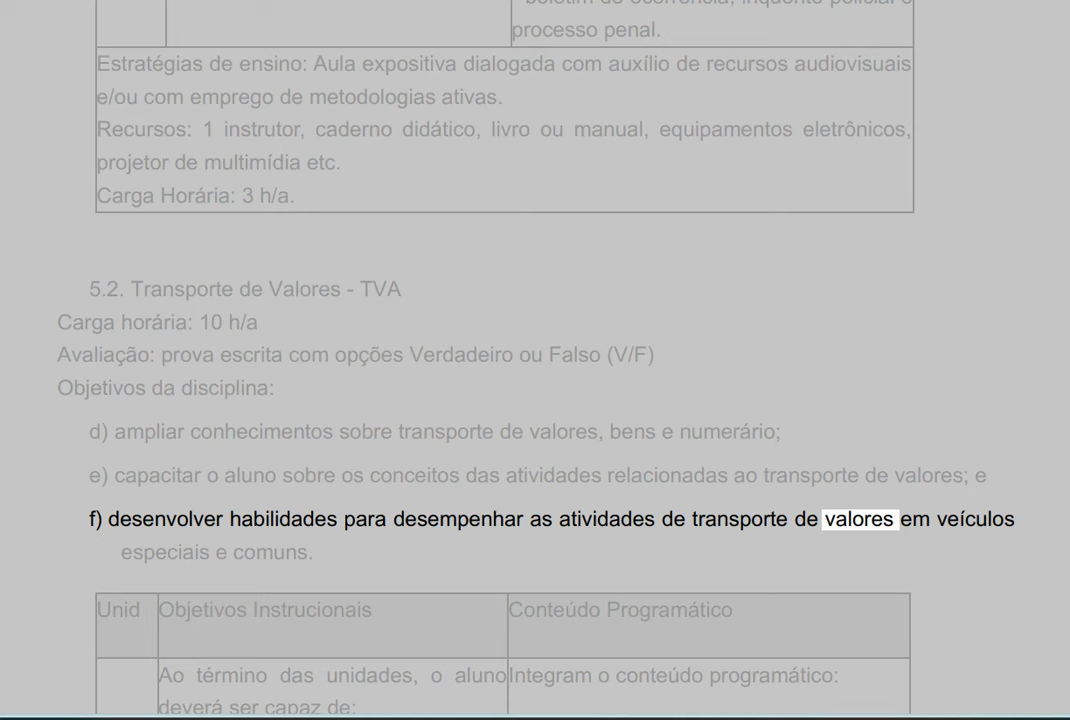 processo penal.
Estratégias de ensino: Aula expositiva dialogada com auxílio de recursos audiovisuais
e/ou com emprego de metodologias ativas.
Recursos: 1 instrutor, caderno didático, livro ou manual, equipamentos eletrônicos,
projetor de multimídia etc.
Carga Horária: 3 h/a.
5.2. Transporte de Valores - TVA
Carga horária: 10 h/a
Avaliação: prova escrita com opções Verdadeiro ou Falso (V/F)
Objetivos da disciplina:
d) ampliar conhecimentos sobre transporte de valores, bens e numerário;
e) capacitar o aluno sobre os conceitos das atividades relacionadas ao transporte de valores; e
f) desenvolver habilidades para desempenhar as atividades de transporte de valores em veículos
especiais e comuns.
Unid Objetivos Instrucionais Conteúdo Programático
Ao término das unidades, o aluno Integram o conteúdo programático:
deverá ser capaz de: